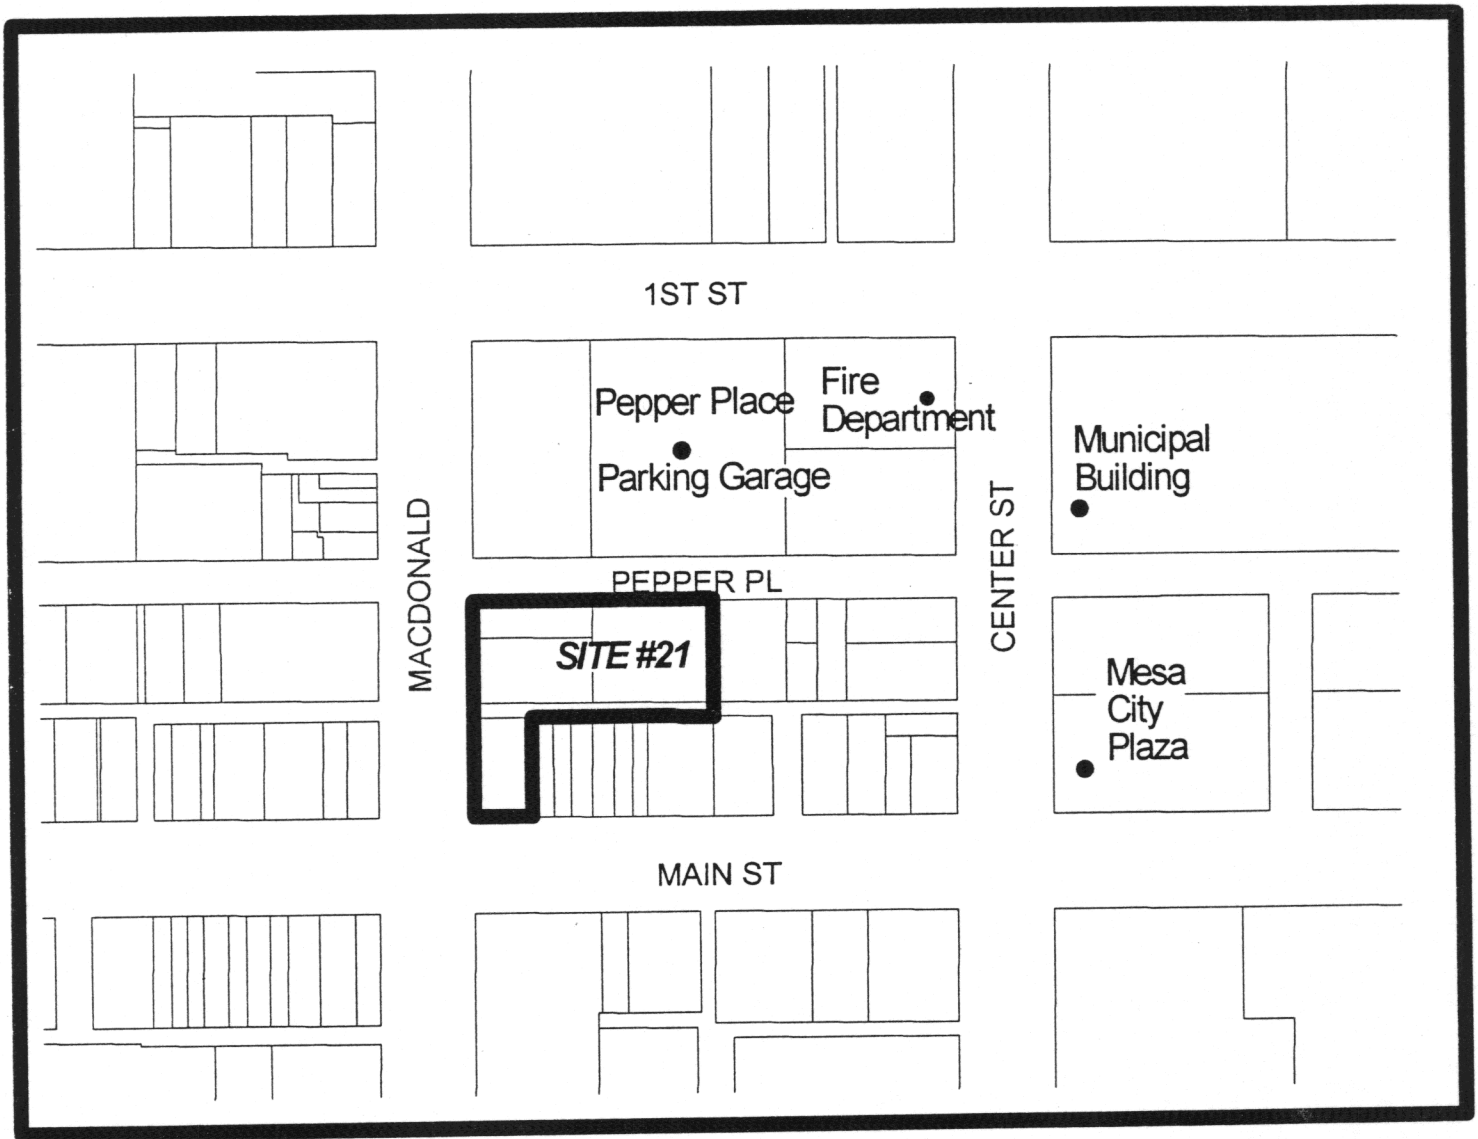 1ST ST
Pepper Place
Parking Garage
Fire
Department
Municipal
Building
MACDONALD
CENTER ST
PEPPER PL
SITE #21
Mesa
City
Plaza
MAIN ST